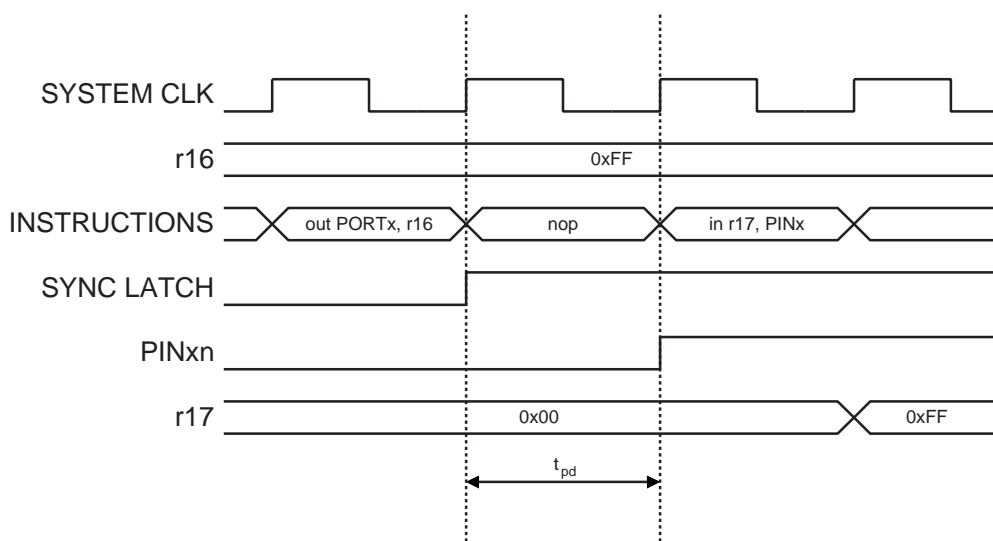 SYSTEM CLK
r16
0xFF
INSTRUCTIONS
out PORTx, r16
nop
in r17, PINx
SYNC LATCH
PINxn
r17
0x00
0xFF
tpd